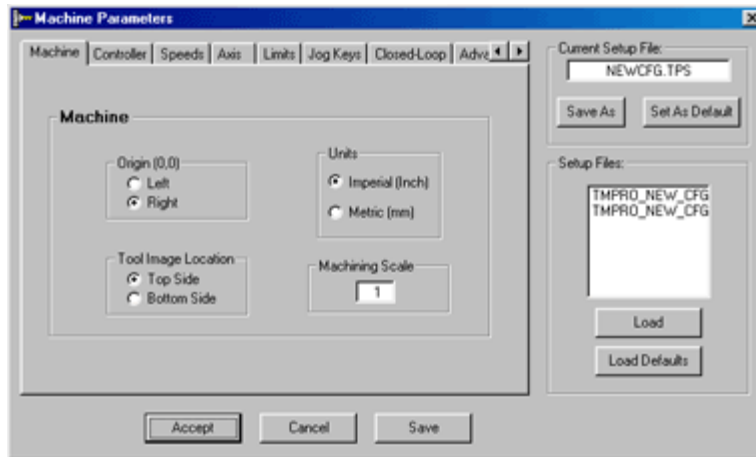 Machine Parameters
Machine Controller Speeds Axis Limits Jog Keys Closed-Loop Adva
Machine
Origin (0,0)
Left
Right
Units
Imperial (Inch)
Metric (mm)
Tool Image Location
Top Side
Bottom Side
Machining Scale
1
Accept Cancel Save
Current Setup File:
NEWCFG.TPS
Save As Set As Default
Setup Files:
TMPRO_NEW_CFG
TMPRO_NEW_CFG
Load
Load Defaults